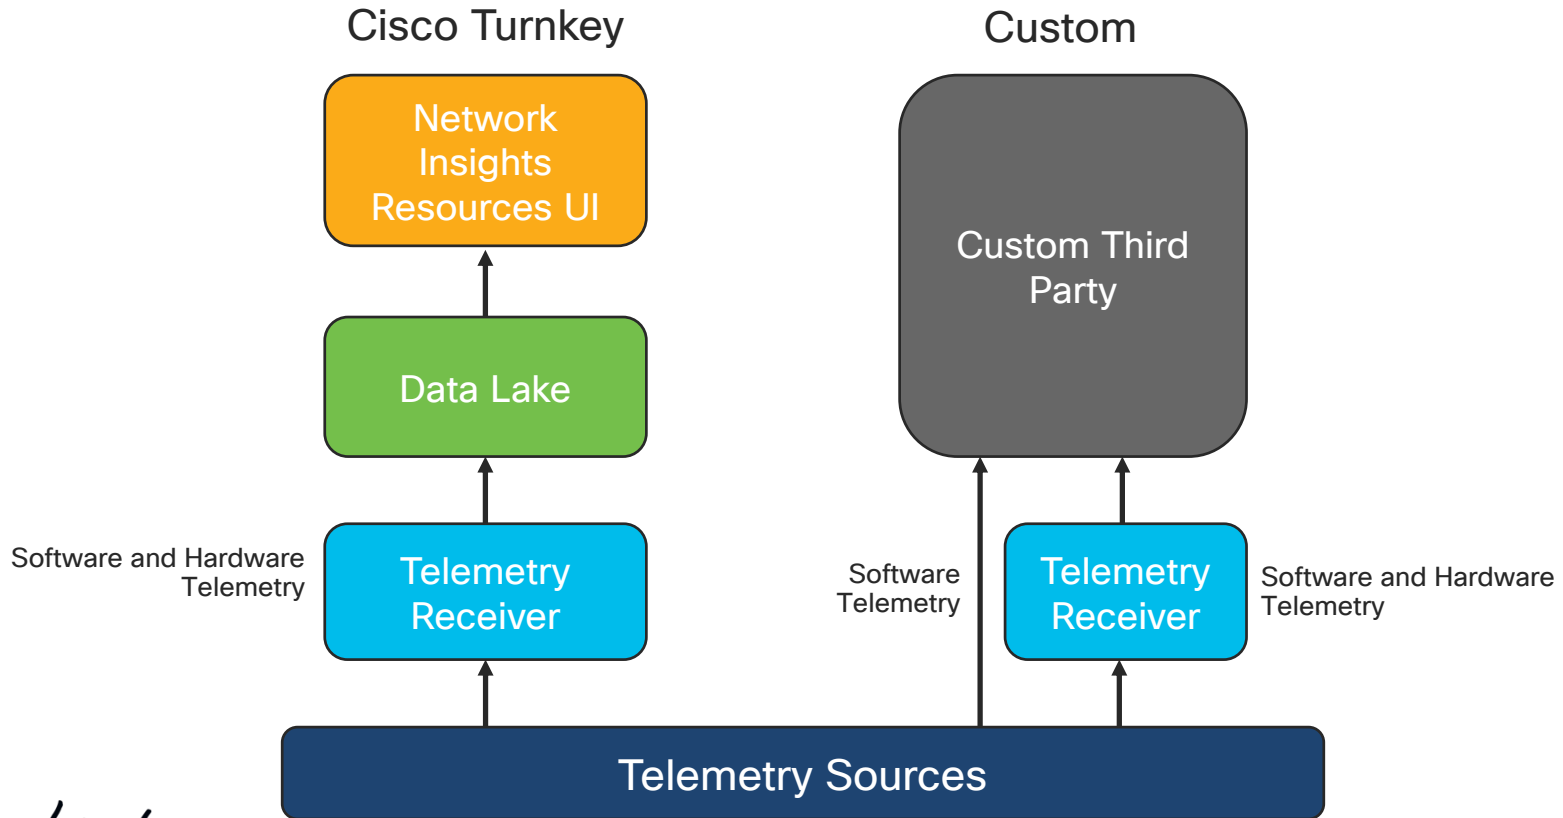 Cisco Turnkey
Custom
Network
Insights
Resources UI
Custom Third
Party
Data Lake
Software and Hardware
Telemetry
Telemetry
Receiver
Software
Telemetry
Telemetry
Receiver
Software and Hardware
Telemetry
Telemetry Sources